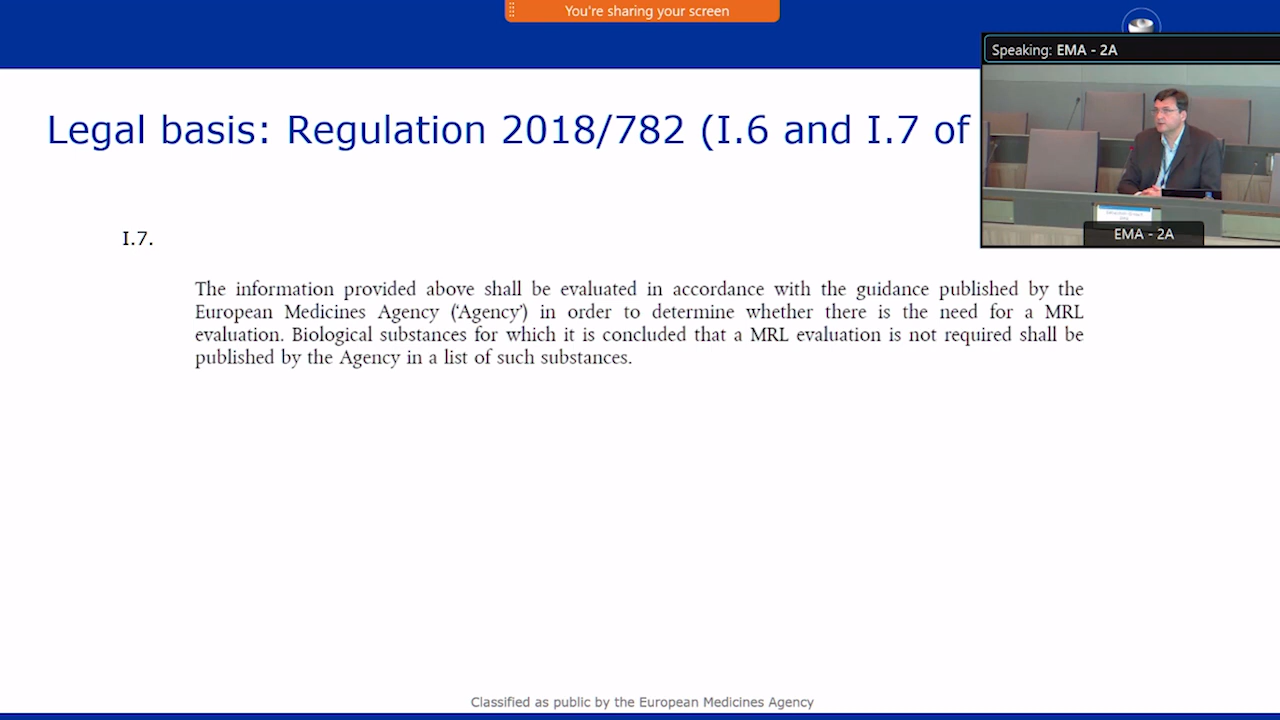 You're sharing your screen
Speaking: EMA - 2A
Legal basis: Regulation 2018/782 (I.6 and I.7 of
EMA - 2A
I.7.
The information provided above shall be evaluated in accordance with the guidance published by the
European Medicines Agency (‘Agency’) in order to determine whether there is the need for a MRL
evaluation. Biological substances for which it is concluded that a MRL evaluation is not required shall be
published by the Agency in a list of such substances.
Classified as public by the European Medicines Agency